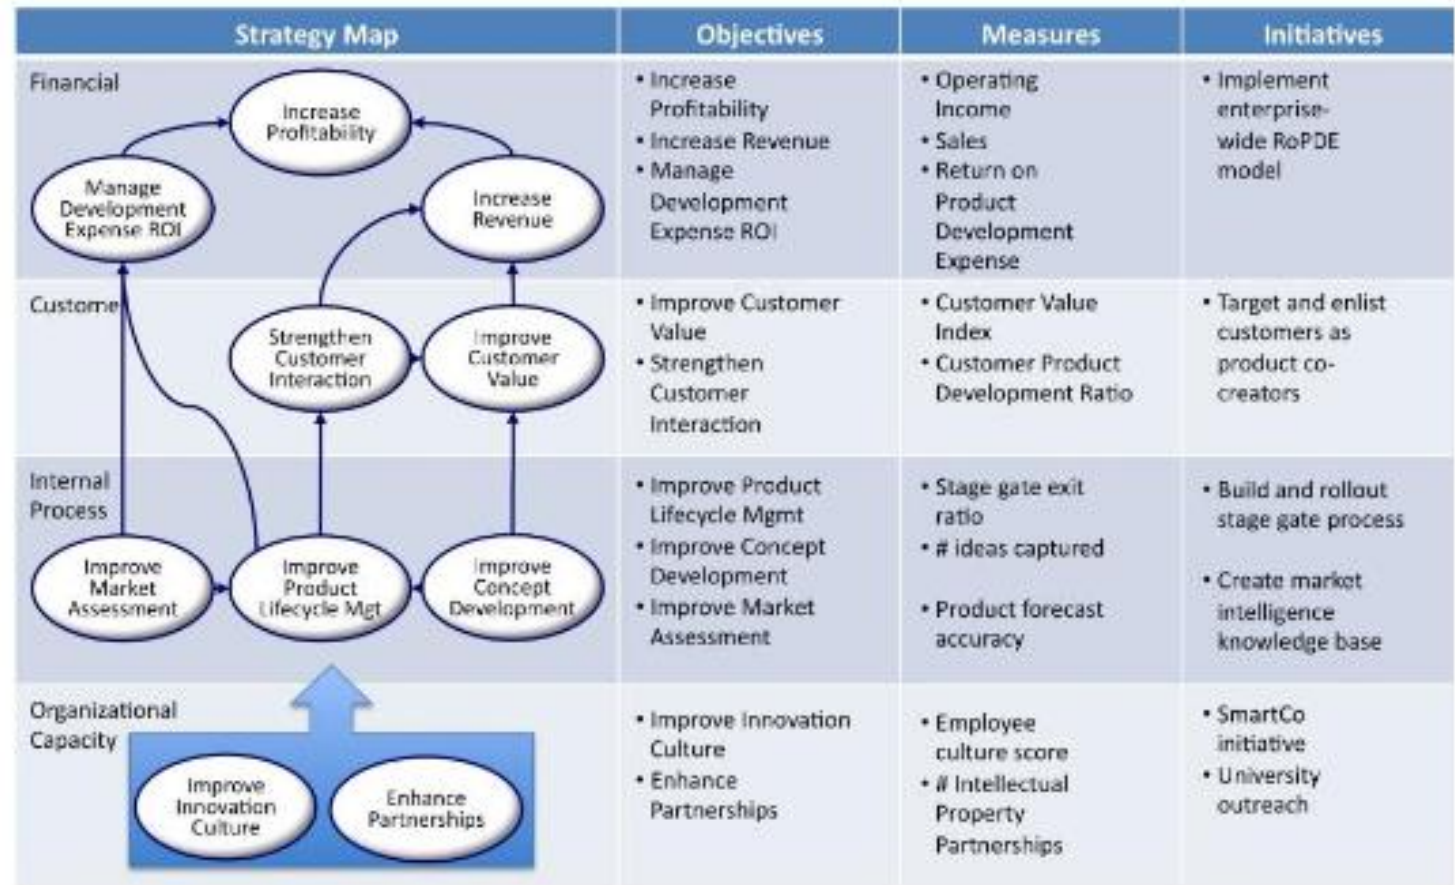 Strategy Map
Objectives
Measures
Initiatives
Financial
Increase
Profitability
Manage
Development
Expense ROI
Increase
Revenue
• Increase
Profitability
• Increase Revenue
• Manage
Development
Expense ROI
• Operating
Income
• Sales
• Return on
Product
Development
Expense
• Implement
enterprise-
wide RoPDE
model
Custome
Strengthen
Customer
Interaction
Improve
Customer
Value
• Improve Customer
Value
• Strengthen
Customer
Interaction
• Customer Value
Index
• Customer Product
Development Ratio
• Target and enlist
customers as
product co-
creators
Internal
Process
Improve
Market
Assessment
Improve
Product
Lifecycle Mgt
Improve
Concept
Development
• Improve Product
Lifecycle Mgmt
• Improve Concept
Development
• Improve Market
Assessment
• Stage gate exit
ratio
• # ideas captured
• Product forecast
accuracy
• Build and rollout
stage gate process
• Create market
intelligence
knowledge base
Organizational
Capacity
Improve
Innovation
Culture
Enhance
Partnerships
• Improve Innovation
Culture
• Enhance
Partnerships
• Employee
culture score
• # Intellectual
Property
Partnerships
• SmartCo
initiative
• University
outreach